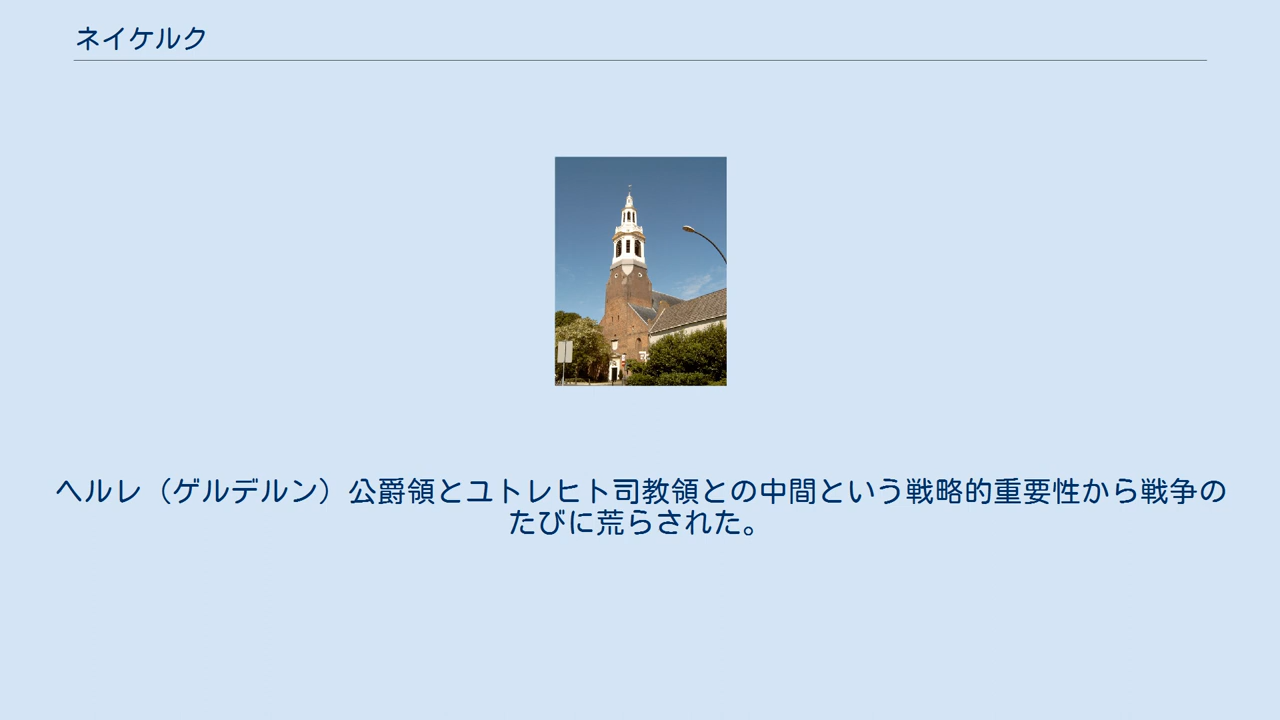 ネイケルク
ヘルレ（ゲルデルン）公爵領とユトレヒト司教領との中間という戦略的重要性から戦争の
たびに荒らされた。